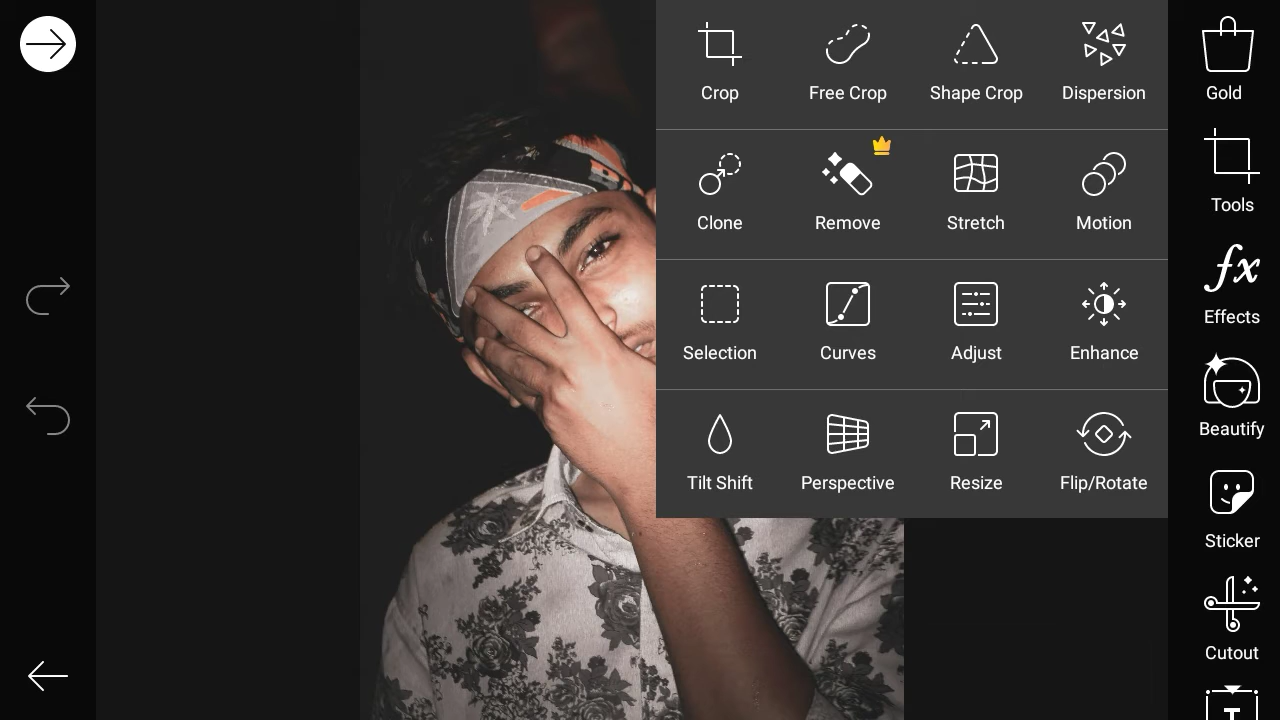 Crop Free Crop Shape Crop Dispersion
Clone Remove Stretch Motion
Selection Curves Adjust Enhance
Tilt Shift Perspective Resize Flip/Rotate
Gold
Tools
fx
Effects
Beautify
Sticker
Cutout
T